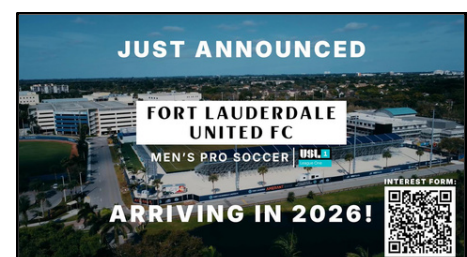 JUST ANNOUNCED
FORT LAUDERDALE
UNITED FC
MEN'S PRO SOCCER
USL 1
INTEREST FORM:
ARRIVING IN 2026!